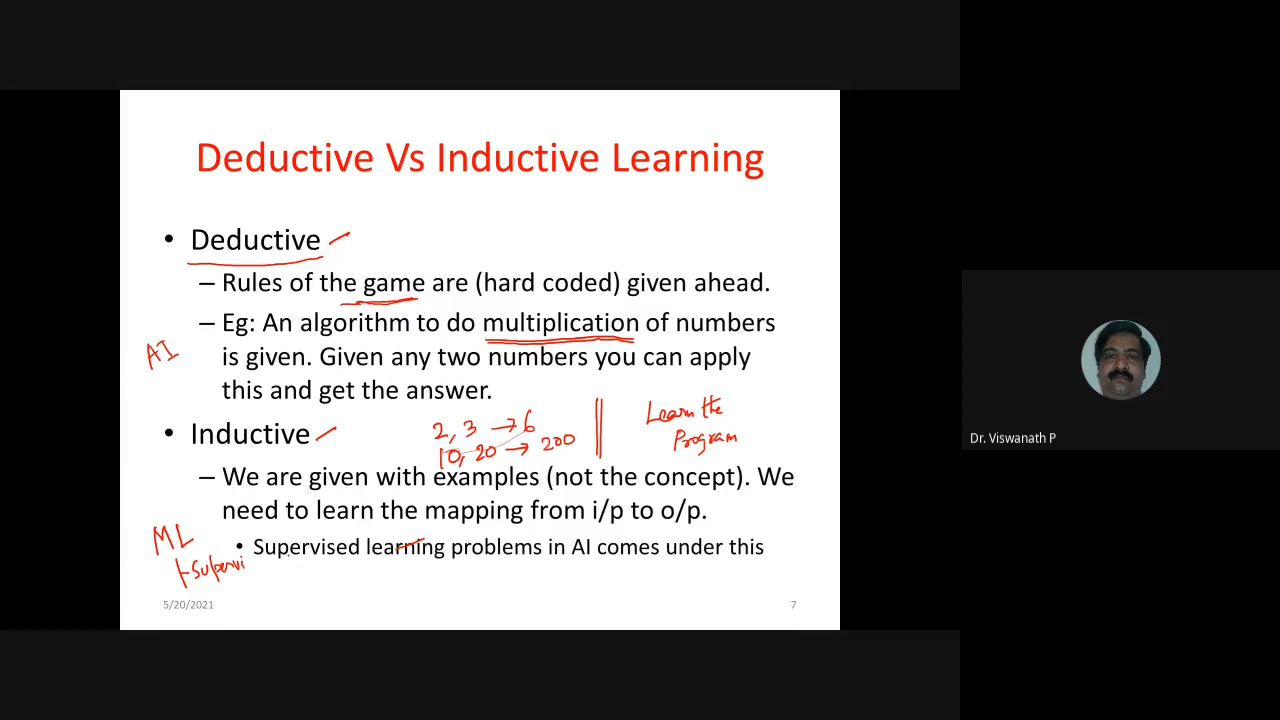 Deductive Vs Inductive Learning
• Deductive
– Rules of the game are (hard coded) given ahead.
– Eg: An algorithm to do multiplication of numbers
AI
is given. Given any two numbers you can apply
this and get the answer.
• Inductive
2, 3 → 6
10, 20 → 200
Learn the
Program
– We are given with examples (not the concept). We
need to learn the mapping from i/p to o/p.
ML
• Supervised learning problems in AI comes under this
Supervi
5/20/2021
7
Dr. Viswanath P